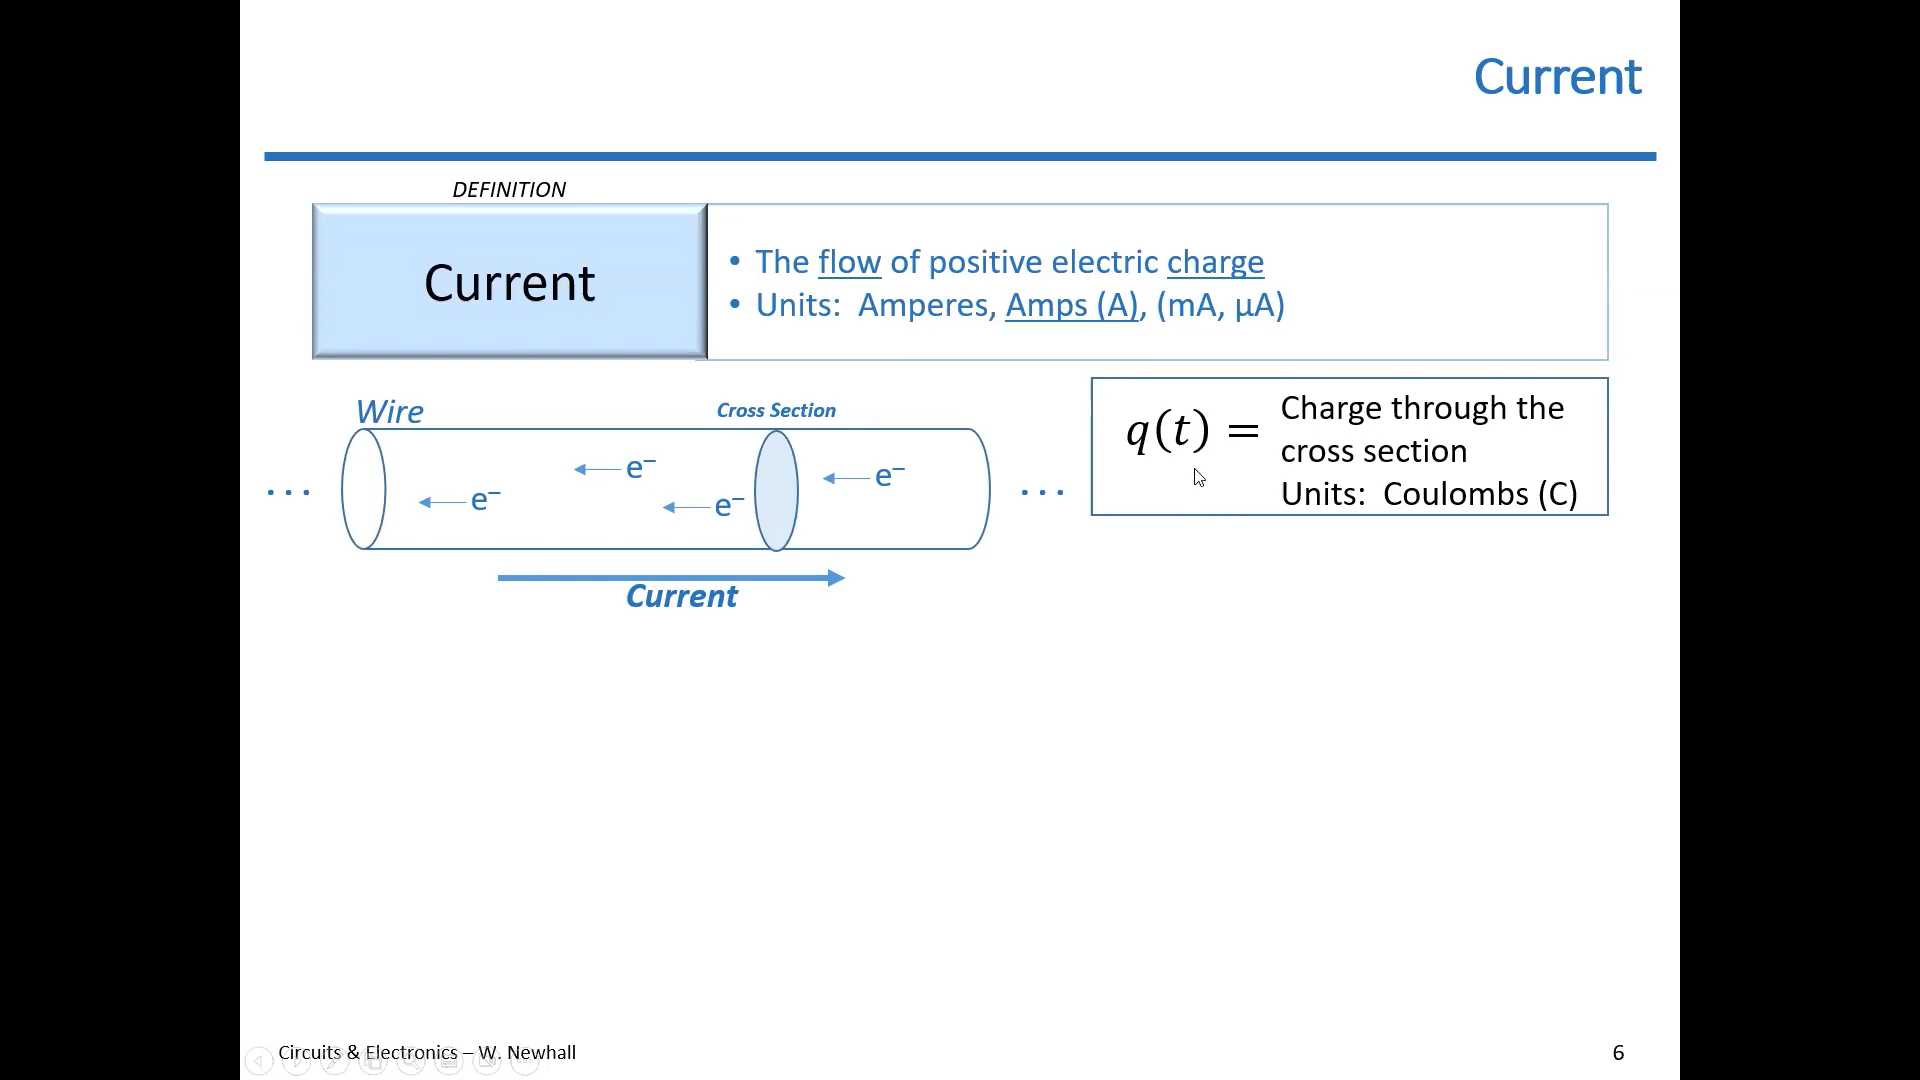 Current
DEFINITION
Current
• The flow of positive electric charge
• Units: Amperes, Amps (A), (mA, µA)
Wire
Cross Section
e⁻
e⁻
e⁻
e⁻
. . .
. . .
Current
q(t) =
Charge through the
cross section
Units: Coulombs (C)
Circuits & Electronics – W. Newhall
6